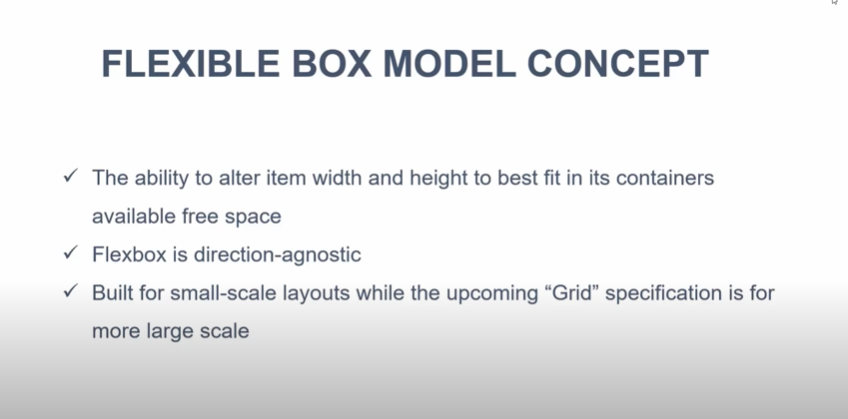 FLEXIBLE BOX MODEL CONCEPT
✓ The ability to alter item width and height to best fit in its containers
available free space
✓ Flexbox is direction-agnostic
✓ Built for small-scale layouts while the upcoming “Grid” specification is for
more large scale